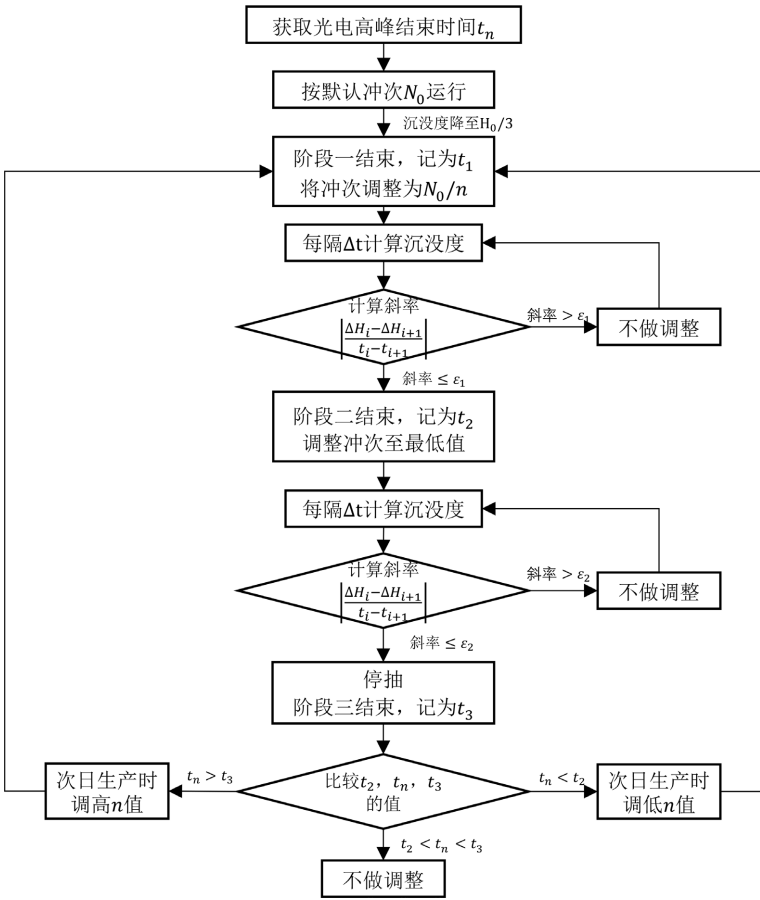 获取光电高峰结束时间tₙ
按默认冲次N₀运行
沉没度降至H₀/3
阶段一结束，记为t₁
将冲次调整为N₀/n
每隔Δt计算沉没度
计算斜率
|ΔHᵢ−ΔHᵢ₊₁ / tᵢ−tᵢ₊₁|
斜率 > ε₁
不做调整
斜率 ≤ ε₁
阶段二结束，记为t₂
调整冲次至最低值
每隔Δt计算沉没度
计算斜率
|ΔHᵢ−ΔHᵢ₊₁ / tᵢ−tᵢ₊₁|
斜率 > ε₂
不做调整
斜率 ≤ ε₂
停抽
阶段三结束，记为t₃
次日生产时
调高n值
tₙ > t₃
比较t₂，tₙ，t₃
的值
tₙ < t₂
次日生产时
调低n值
t₂ < tₙ < t₃
不做调整